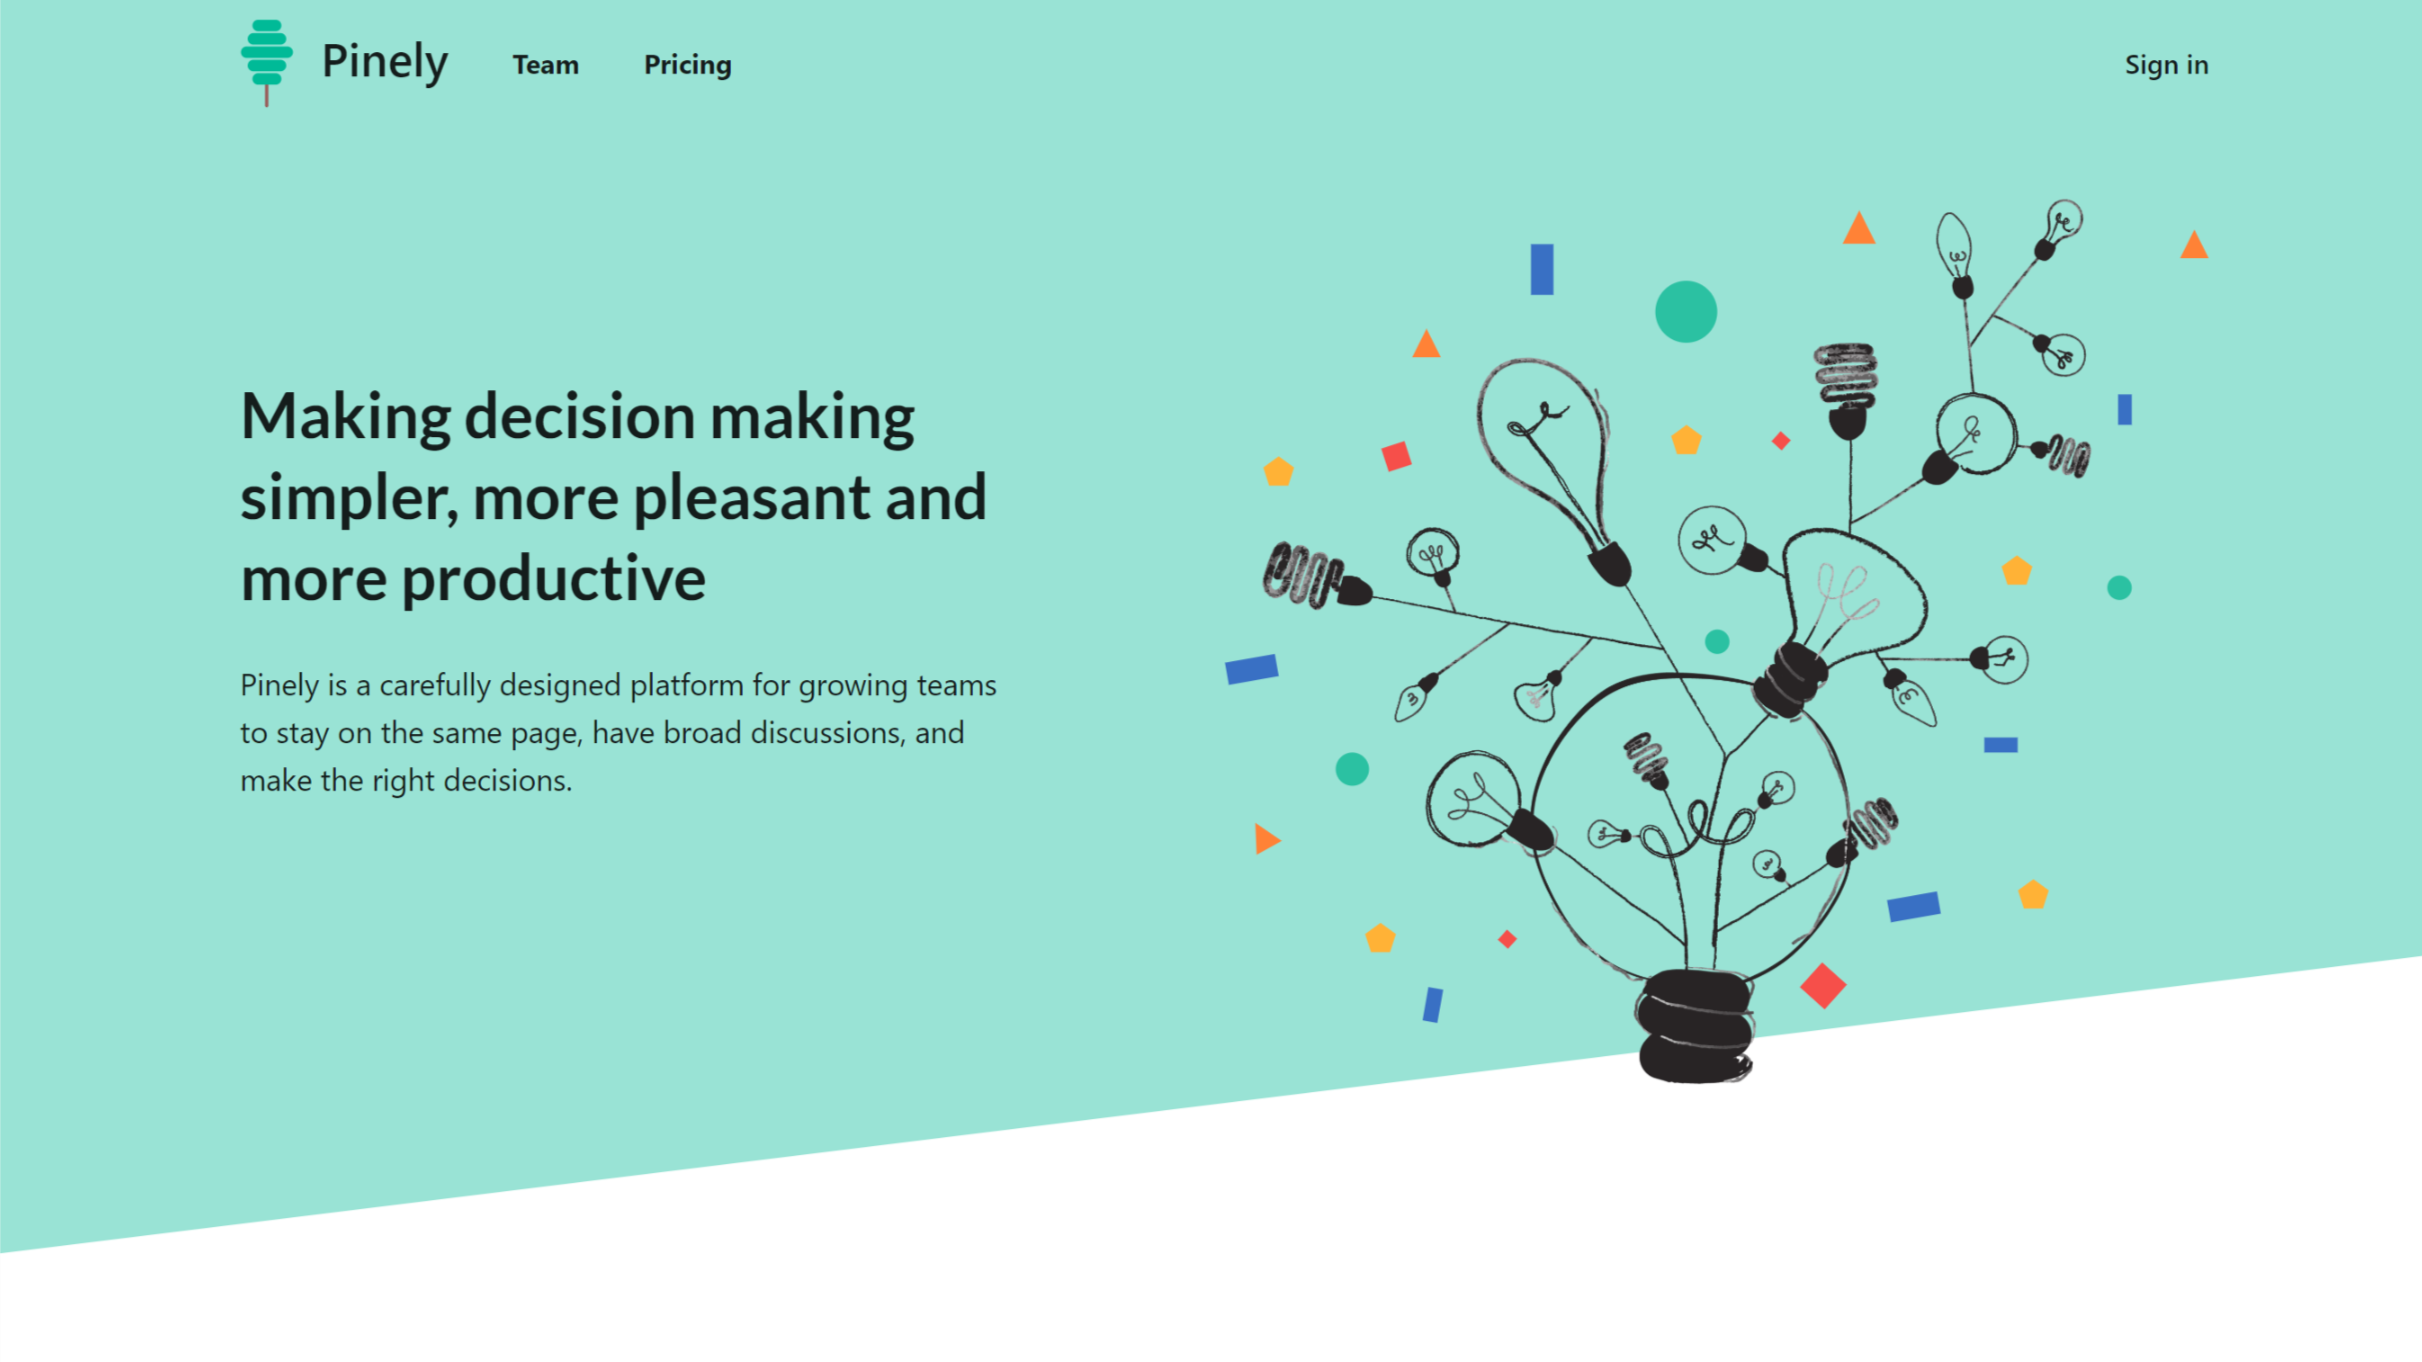 Pinely
Team
Pricing
Sign in
Making decision making
simpler, more pleasant and
more productive
Pinely is a carefully designed platform for growing teams
to stay on the same page, have broad discussions, and
make the right decisions.